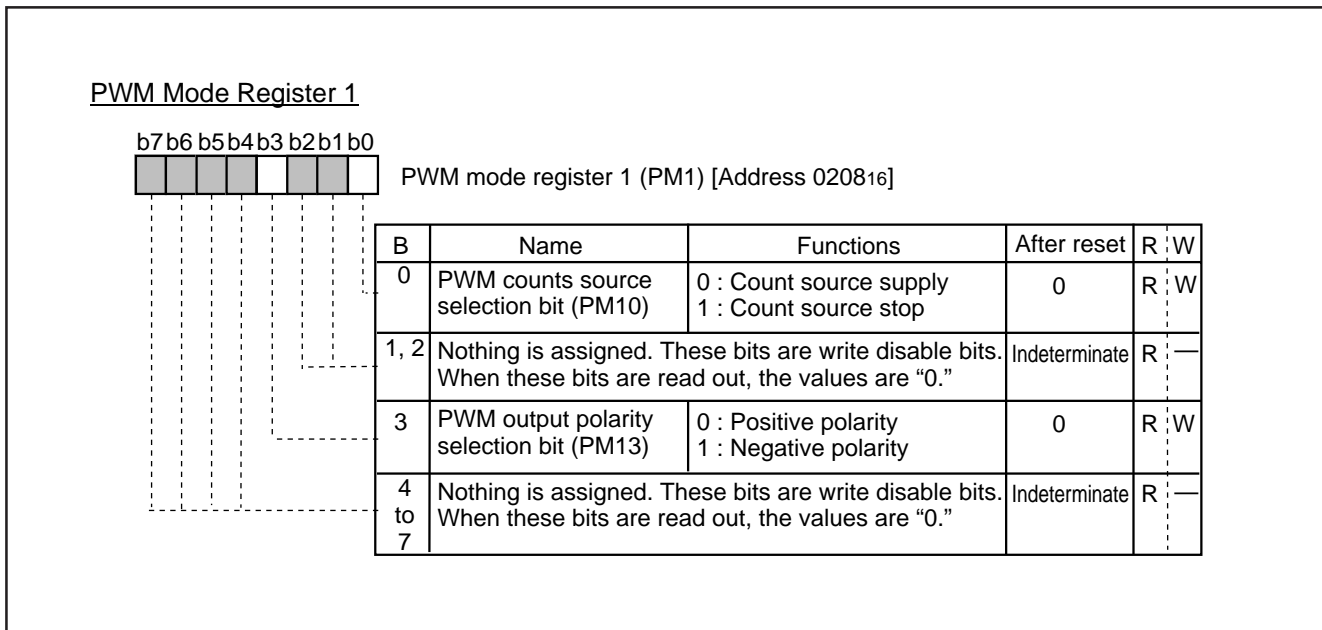 PWM Mode Register 1
b7 b6 b5 b4 b3 b2 b1 b0
PWM mode register 1 (PM1) [Address 020816]
B Name Functions After reset R W
0 PWM counts source selection bit (PM10) 0 : Count source supply 1 : Count source stop 0 R W
1, 2 Nothing is assigned. These bits are write disable bits. Indeterminate R —
When these bits are read out, the values are “0.”
3 PWM output polarity selection bit (PM13) 0 : Positive polarity 1 : Negative polarity 0 R W
4 to 7 Nothing is assigned. These bits are write disable bits. Indeterminate R —
When these bits are read out, the values are “0.”